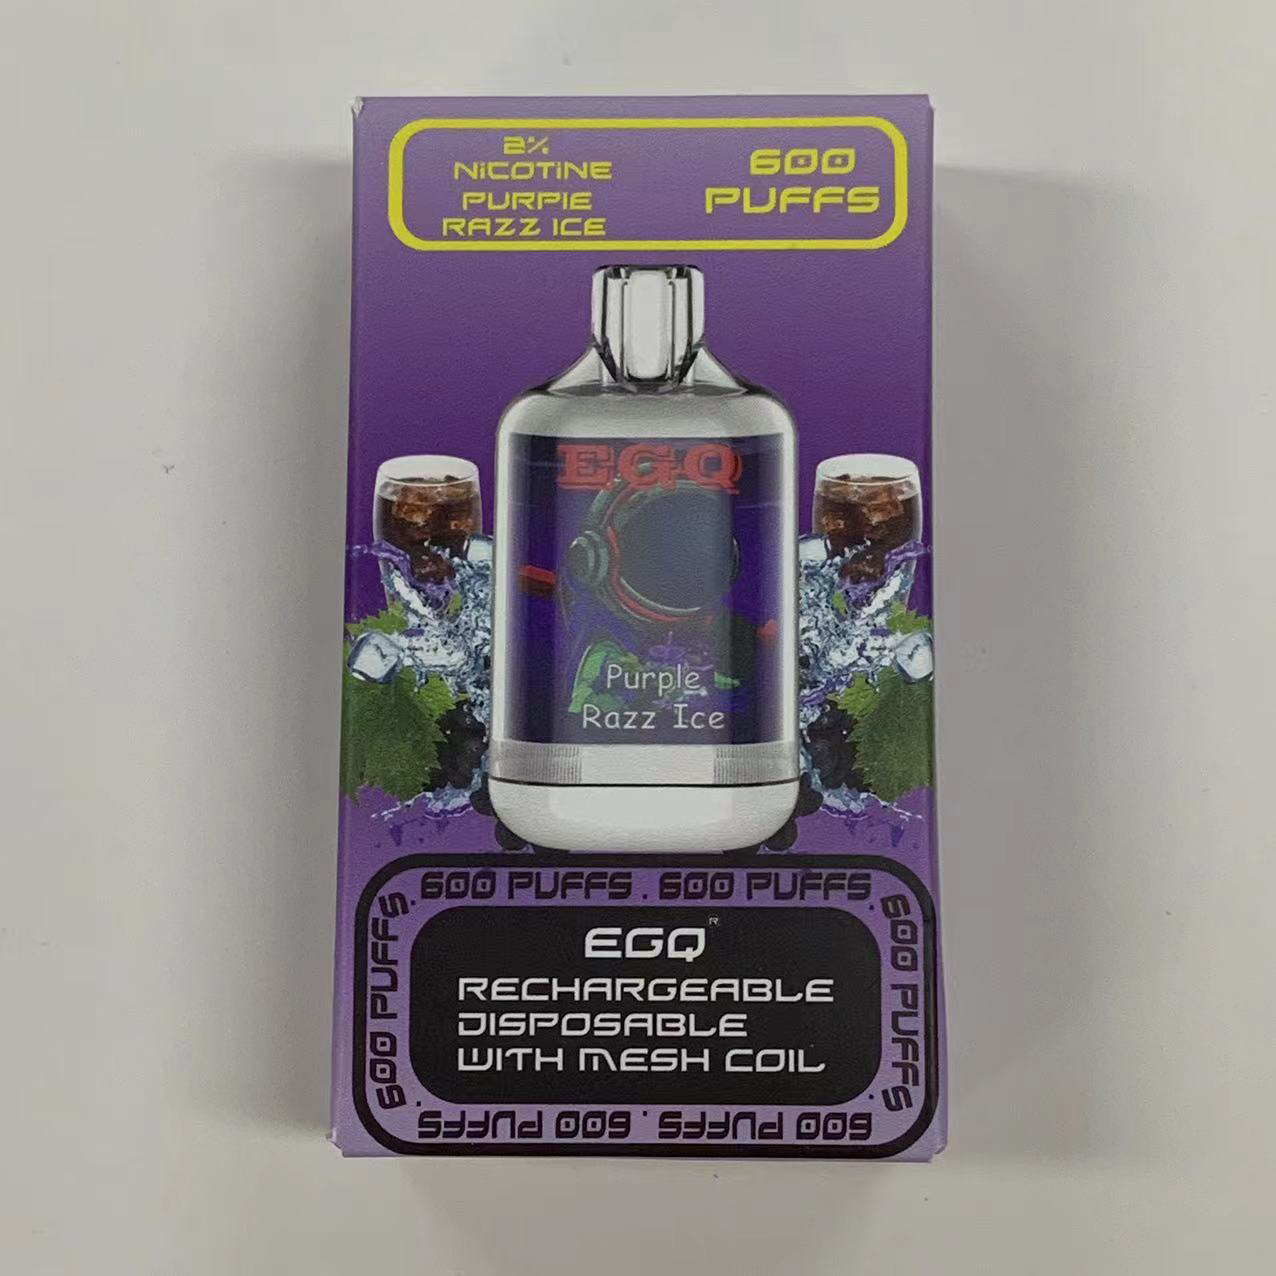 2%
NICOTINE
PURPIE
RAZZ ICE
600
PUFFS
EGQ
Purple
Razz Ice
600 PUFFS . 600 PUFFS .
600 PUFFS .
600 PUFFS .
600 PUFFS . 600 PUFFS
EGQ R
RECHARGEABLE
DISPOSABLE
WITH MESH COIL